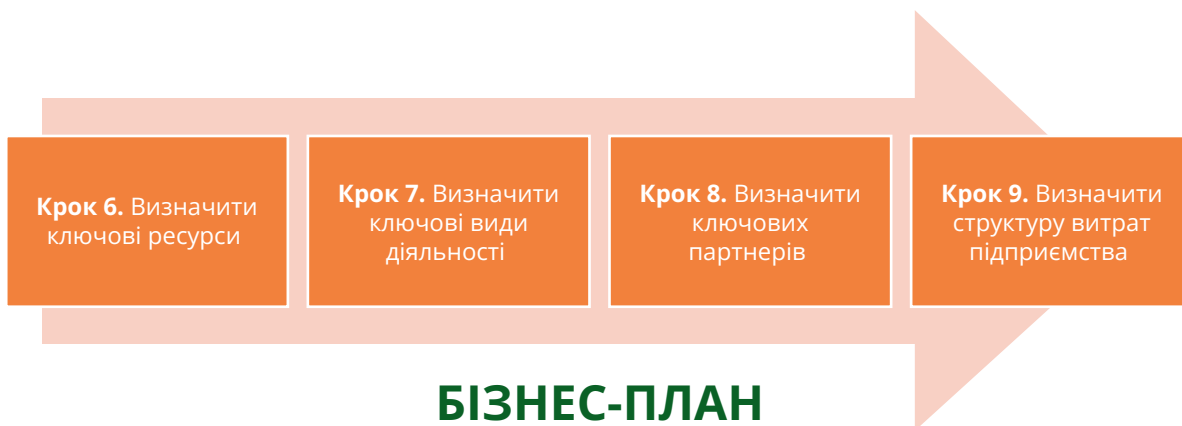 Крок 6. Визначити
ключові ресурси
Крок 7. Визначити
ключові види
діяльності
Крок 8. Визначити
ключових
партнерів
Крок 9. Визначити
структуру витрат
підприємства
БІЗНЕС-ПЛАН